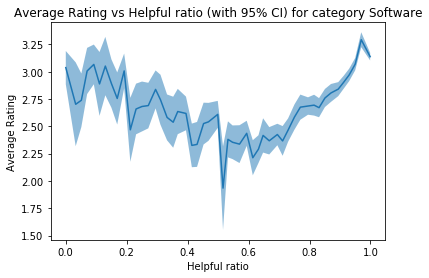 Average Rating vs Helpful ratio (with 95% CI) for category Software
Average Rating
3.25
3.00
2.75
2.50
2.25
2.00
1.75
1.50
0.0 0.2 0.4 0.6 0.8 1.0
Helpful ratio